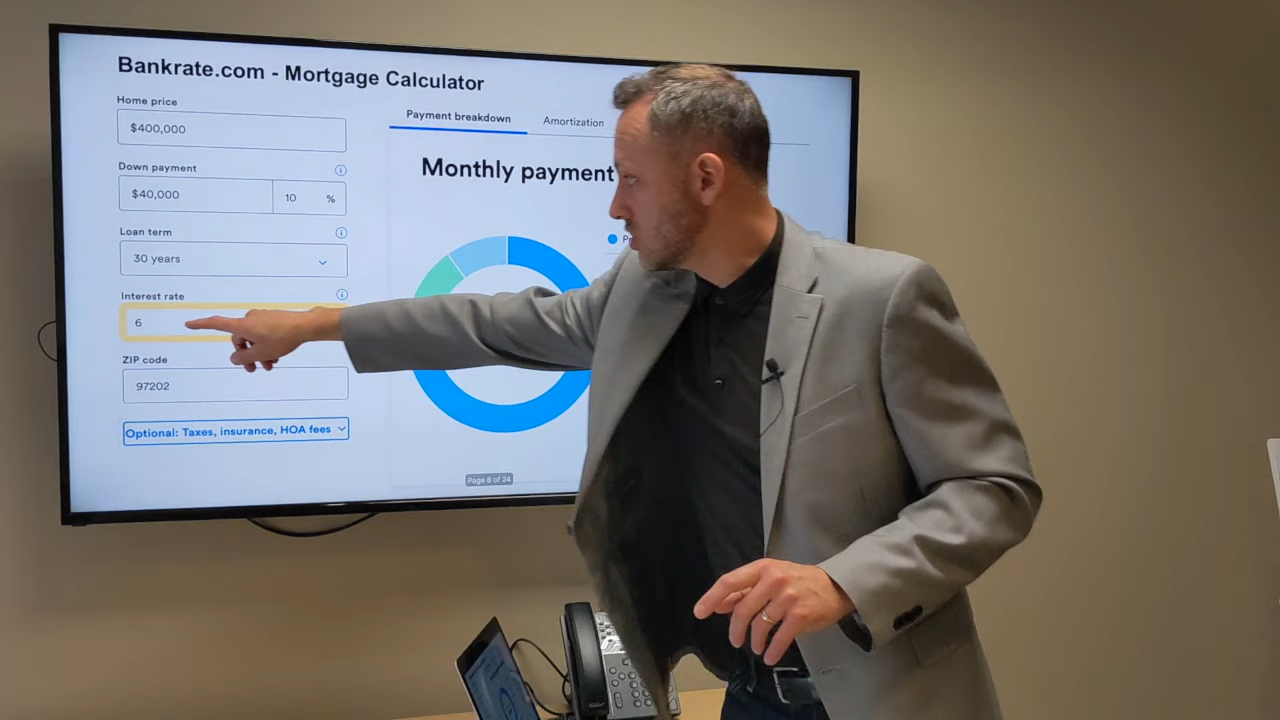 Bankrate.com - Mortgage Calculator
Home price
$400,000
Down payment
$40,000
10 %
Loan term
30 years
Interest rate
6
ZIP code
97202
Optional: Taxes, insurance, HOA fees
Payment breakdown
Amortization
Monthly payment
Page 8 of 24